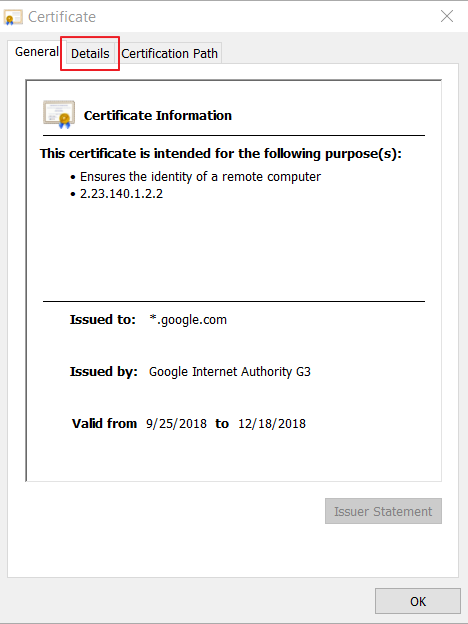 Certificate
General Details Certification Path
Certificate Information
This certificate is intended for the following purpose(s):
• Ensures the identity of a remote computer
• 2.23.140.1.2.2
Issued to: *.google.com
Issued by: Google Internet Authority G3
Valid from 9/25/2018 to 12/18/2018
Issuer Statement
OK